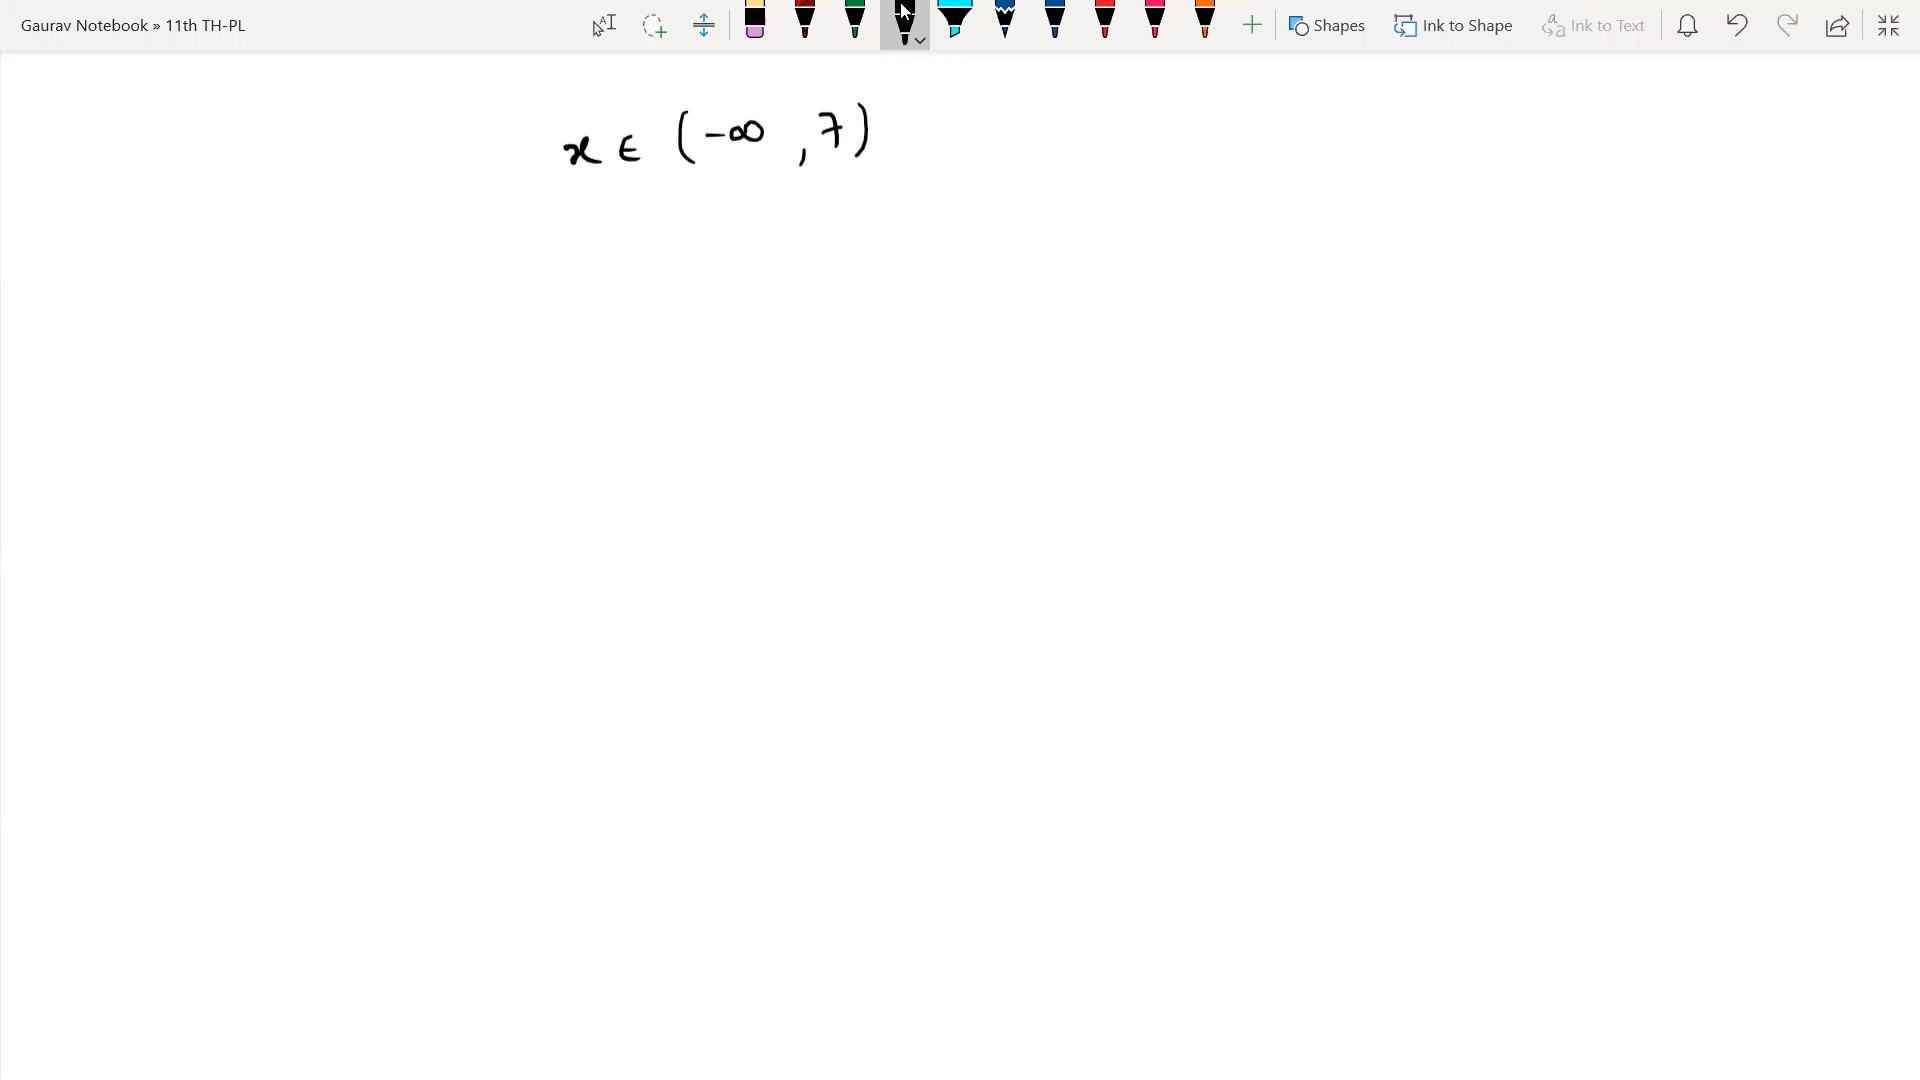 Gaurav Notebook » 11th TH-PL
Shapes
Ink to Shape
Ink to Text
x ∈ (-∞ , 7)